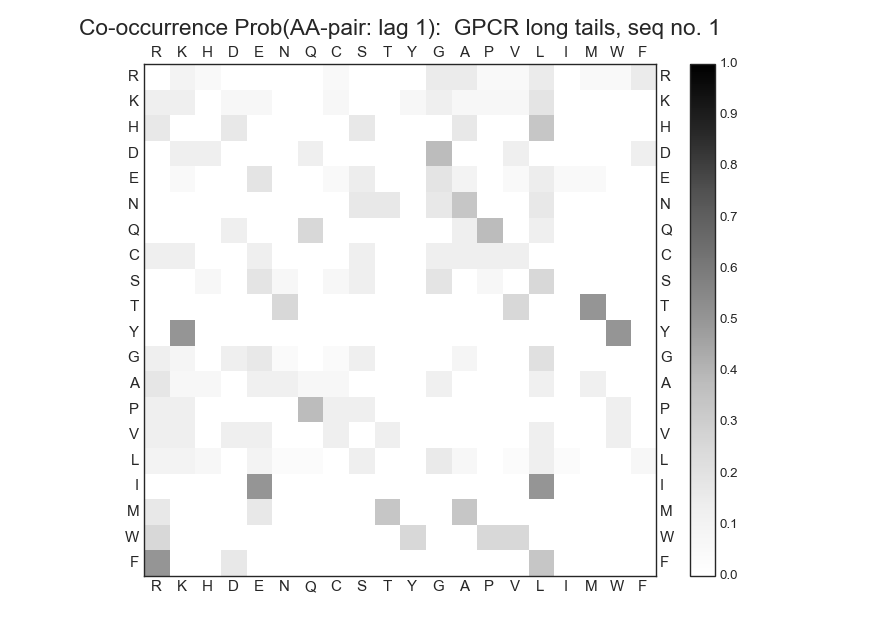 Co-occurrence Prob(AA-pair: lag 1):  GPCR long tails, seq no. 1
R K H D E N Q C S T Y G A P V L I M W F
R R 1.0
K K 0.9
H H
D D 0.8
E E
N N 0.7
Q Q
C C 0.6
S S
T T 0.5
Y Y
G G 0.4
A A
P P 0.3
V V
L L 0.2
I I
M M 0.1
W W
F F 0.0
R K H D E N Q C S T Y G A P V L I M W F